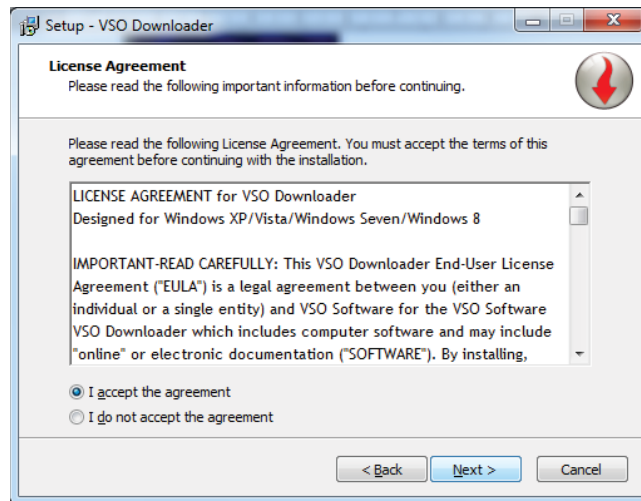 Setup - VSO Downloader
License Agreement
Please read the following important information before continuing.
Please read the following License Agreement. You must accept the terms of this
agreement before continuing with the installation.
LICENSE AGREEMENT for VSO Downloader
Designed for Windows XP/Vista/Windows Seven/Windows 8
IMPORTANT-READ CAREFULLY: This VSO Downloader End-User License
Agreement ("EULA") is a legal agreement between you (either an
individual or a single entity) and VSO Software for the VSO Software
VSO Downloader which includes computer software and may include
"online" or electronic documentation ("SOFTWARE"). By installing,
I accept the agreement
I do not accept the agreement
< Back Next > Cancel